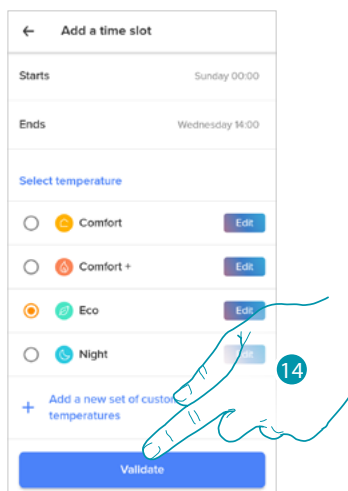 ← Add a time slot
Starts Sunday 00:00
Ends Wednesday 14:00
Select temperature
Comfort Edit
Comfort + Edit
Eco Edit
Night Edit
+ Add a new set of
temperatures
Validate
14